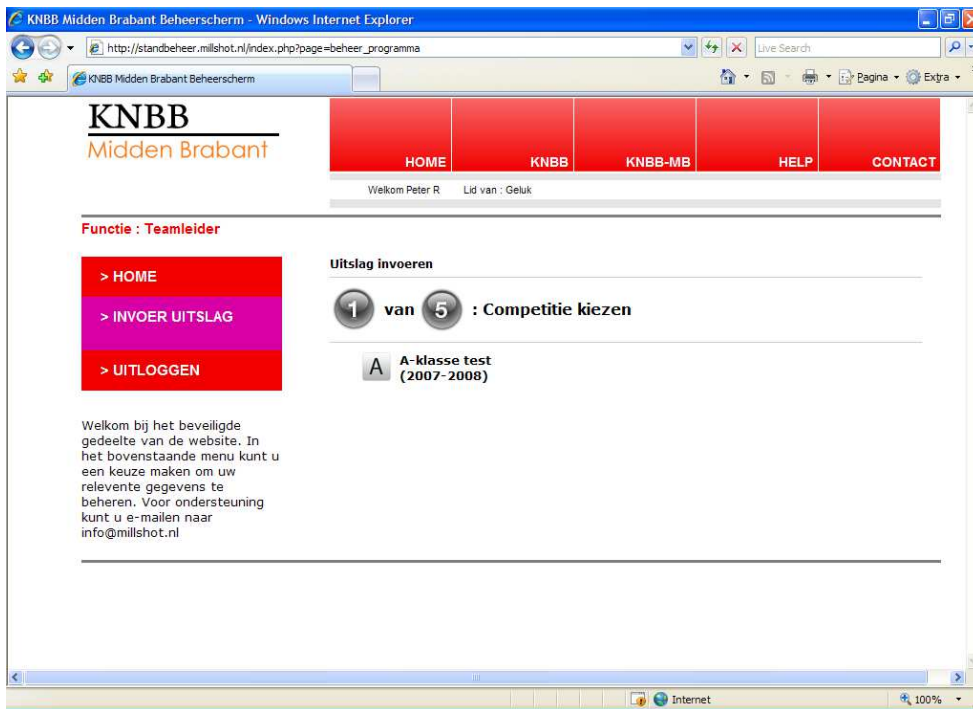 KNBB Midden Brabant Beheerscherm - Windows Internet Explorer
http://standbeheer.millshot.nl/index.php?page=beheer_programma
Live Search
KNBB Midden Brabant Beheerscherm
Pagina
Extra
KNBB
Midden Brabant
HOME
KNBB
KNBB-MB
HELP
CONTACT
Welkom Peter R
Lid van : Geluk
Functie : Teamleider
> HOME
> INVOER UITSLAG
> UITLOGGEN
Welkom bij het beveiligde
gedeelte van de website. In
het bovenstaande menu kunt u
een keuze maken om uw
relevente gegevens te
beheren. Voor ondersteuning
kunt u e-mailen naar
info@millshot.nl
Uitslag invoeren
1 van 5 : Competitie kiezen
A
A-klasse test
(2007-2008)
Internet
100%